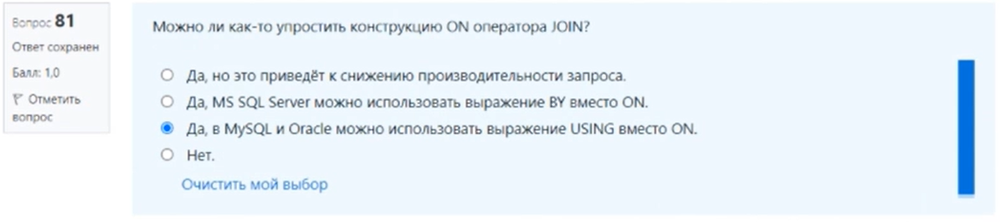 Вопрос 81
Ответ сохранен
Балл: 1,0
Отметить
вопрос
Можно ли как-то упростить конструкцию ON оператора JOIN?
Да, но это приведёт к снижению производительности запроса.
Да, MS SQL Server можно использовать выражение BY вместо ON.
Да, в MySQL и Oracle можно использовать выражение USING вместо ON.
Нет.
Очистить мой выбор